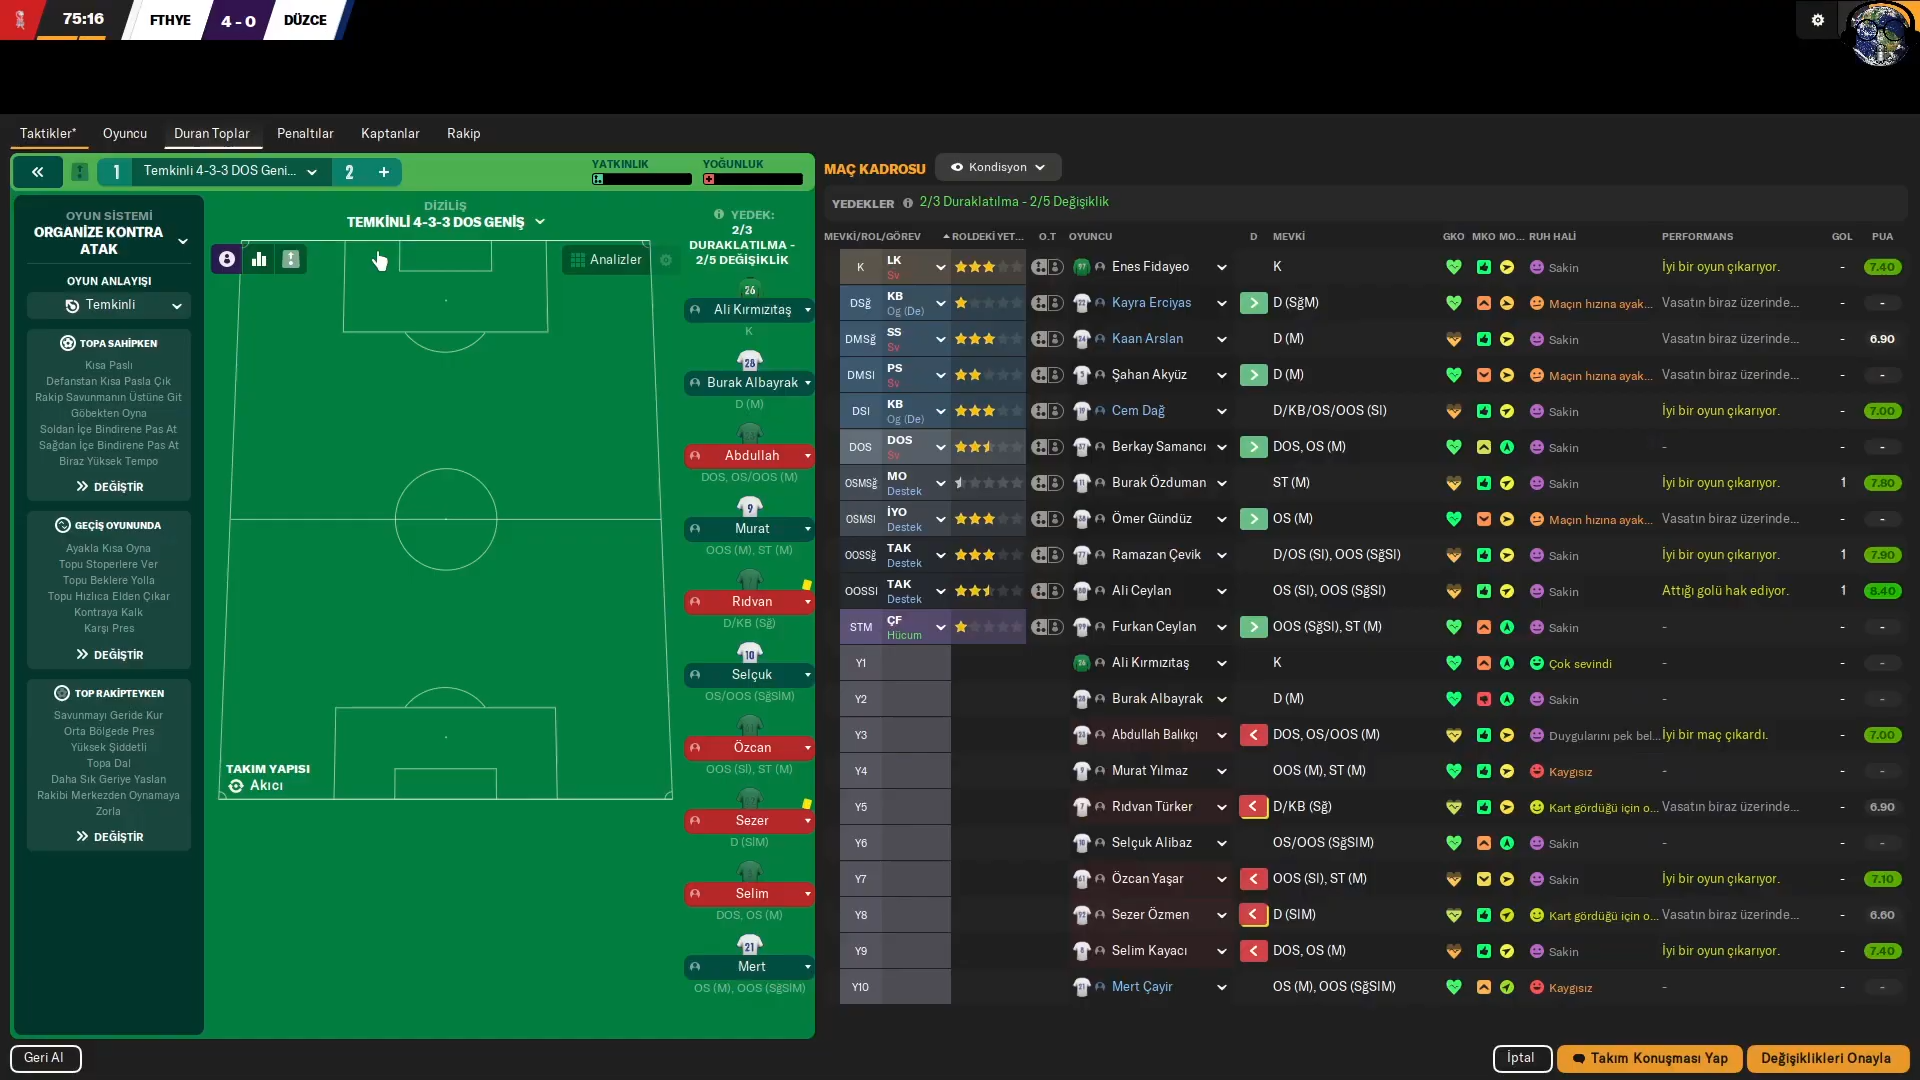 75:16
FTHYE
4 - 0
DÜZCE
Taktikler*
Oyuncu
Duran Toplar
Penaltılar
Kaptanlar
Rakip
1
Temkinli 4-3-3 DOS Geni...
2
+
YATKINLIK
YOĞUNLUK
OYUN SİSTEMİ
ORGANİZE KONTRA
ATAK
OYUN ANLAYIŞI
Temkinli
TOPA SAHİPKEN
Kısa Paslı
Defanstan Kısa Pasla Çık
Rakip Savunmanın Üstüne Git
Göbekten Oyna
Soldan İçe Bindirene Pas At
Sağdan İçe Bindirene Pas At
Biraz Yüksek Tempo
DEĞİŞTİR
GEÇİŞ OYUNUNDA
Ayakla Kısa Oyna
Topu Stoperlere Ver
Topu Beklere Yolla
Topu Hızlıca Elden Çıkar
Kontraya Kalk
Karşı Pres
DEĞİŞTİR
TOP RAKİPTEYKEN
Savunmayı Geride Kur
Orta Bölgede Pres
Yüksek Şiddetli
Topa Dal
Daha Sık Geriye Yaslan
Rakibi Merkezden Oynamaya
Zorla
DEĞİŞTİR
DİZİLİŞ
TEMKİNLİ 4-3-3 DOS GENİŞ
Analizler
TAKIM YAPISI
Akıcı
YEDEK:
2/3
DURAKLATILMA -
2/5 DEĞİŞİKLİK
26
Ali Kırmızıtaş
K
28
Burak Albayrak
D (M)
Abdullah
DOS, OS/OOS (M)
9
Murat
OOS (M), ST (M)
Rıdvan
D/KB (Sğ)
10
Selçuk
OS/OOS (SğSlM)
Özcan
OOS (Sl), ST (M)
Sezer
D (SlM)
Selim
DOS, OS (M)
21
Mert
OS (M), OOS (SğSlM)
MAÇ KADROSU
Kondisyon
YEDEKLER 2/3 Duraklatılma - 2/5 Değişiklik
MEVKİ/ROL/GÖREV ROLDEKİ YET... O.T OYUNCU D MEVKİ GKO MKO MO... RUH HALİ PERFORMANS GOL PUA
K LK Sv Enes Fidayeo K Sakin İyi bir oyun çıkarıyor. - 7.40
DSğ KB Og (De) Kayra Erciyas D (SğM) Maçın hızına ayak... Vasatın biraz üzerinde... - -
DMSğ SS Sv Kaan Arslan D (M) Sakin Vasatın biraz üzerinde... - 6.90
DMSl PS Sv Şahan Akyüz D (M) Maçın hızına ayak... Vasatın biraz üzerinde... - -
DSl KB Og (De) Cem Dağ D/KB/OS/OOS (Sl) Sakin İyi bir oyun çıkarıyor. - 7.00
DOS DOS Sv Berkay Samancı DOS, OS (M) Sakin - - -
OSMSğ MO Destek Burak Özduman ST (M) Sakin İyi bir oyun çıkarıyor. 1 7.80
OSMSl İYO Destek Ömer Gündüz OS (M) Maçın hızına ayak... Vasatın biraz üzerinde... - -
OOSSğ TAK Destek Ramazan Çevik D/OS (Sl), OOS (SğSl) Sakin İyi bir oyun çıkarıyor. 1 7.90
OOSSl TAK Destek Ali Ceylan OS (Sl), OOS (SğSl) Sakin Attığı golü hak ediyor. 1 8.40
STM ÇF Hücum Furkan Ceylan OOS (SğSl), ST (M) Sakin - - -
Y1 Ali Kırmızıtaş K Çok sevindi - - -
Y2 Burak Albayrak D (M) Sakin - - -
Y3 Abdullah Balıkçı DOS, OS/OOS (M) Duygularını pek bel... İyi bir maç çıkardı. - 7.00
Y4 Murat Yılmaz OOS (M), ST (M) Kaygısız - - -
Y5 Rıdvan Türker D/KB (Sğ) Kart gördüğü için o... Vasatın biraz üzerinde... - 6.90
Y6 Selçuk Alibaz OS/OOS (SğSlM) Sakin - - -
Y7 Özcan Yaşar OOS (Sl), ST (M) Sakin İyi bir oyun çıkarıyor. - 7.10
Y8 Sezer Özmen D (SlM) Kart gördüğü için o... Vasatın biraz üzerinde... - 6.60
Y9 Selim Kayacı DOS, OS (M) Sakin İyi bir oyun çıkarıyor. - 7.40
Y10 Mert Çayir OS (M), OOS (SğSlM) Kaygısız - - -
Geri Al
İptal
Takım Konuşması Yap
Değişiklikleri Onayla